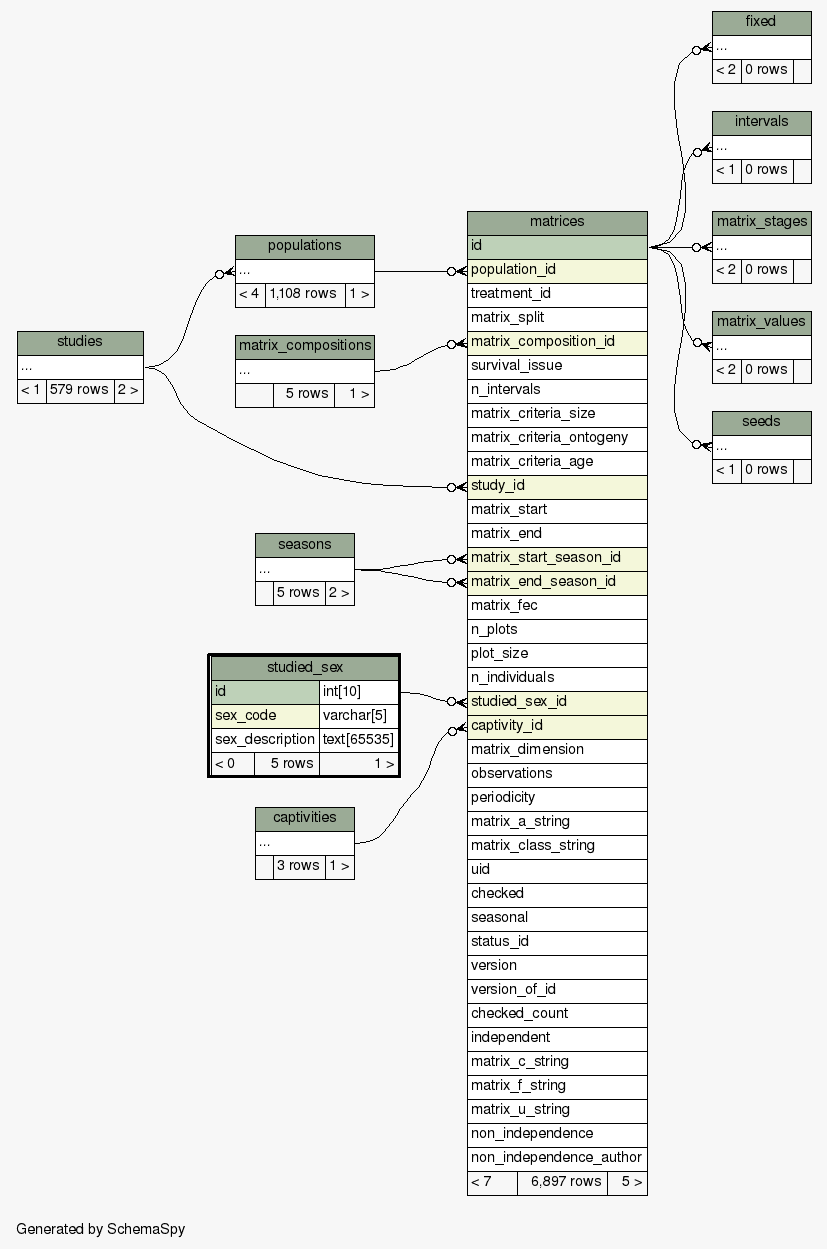 fixed
...
< 2 0 rows
intervals
...
< 1 0 rows
matrix_stages
...
< 2 0 rows
matrix_values
...
< 2 0 rows
seeds
...
< 1 0 rows
populations
...
< 4 1,108 rows 1 >
studies
...
< 1 579 rows 2 >
matrix_compositions
...
5 rows 1 >
seasons
...
5 rows 2 >
studied_sex
id int[10]
sex_code varchar[5]
sex_description text[65535]
< 0 5 rows 1 >
captivities
...
3 rows 1 >
matrices
id
population_id
treatment_id
matrix_split
matrix_composition_id
survival_issue
n_intervals
matrix_criteria_size
matrix_criteria_ontogeny
matrix_criteria_age
study_id
matrix_start
matrix_end
matrix_start_season_id
matrix_end_season_id
matrix_fec
n_plots
plot_size
n_individuals
studied_sex_id
captivity_id
matrix_dimension
observations
periodicity
matrix_a_string
matrix_class_string
uid
checked
seasonal
status_id
version
version_of_id
checked_count
independent
matrix_c_string
matrix_f_string
matrix_u_string
non_independence
non_independence_author
< 7 6,897 rows 5 >
Generated by SchemaSpy